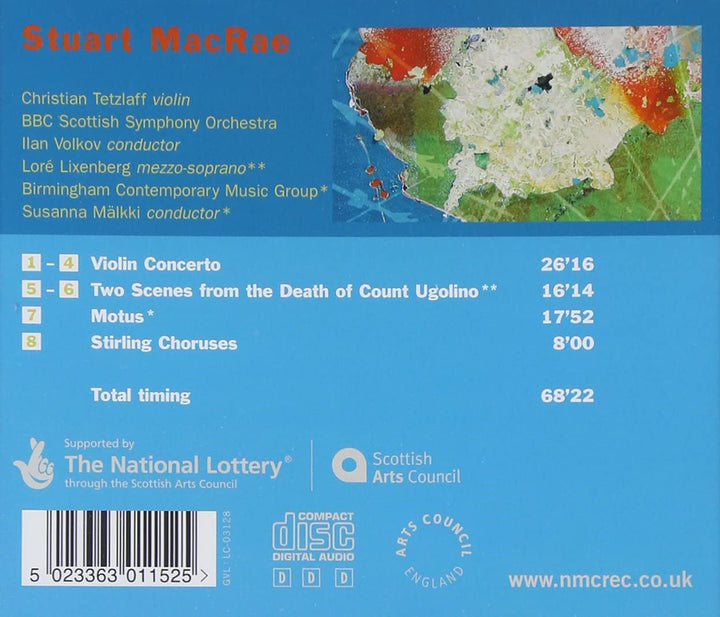 Stuart MacRae
Christian Tetzlaff violin
BBC Scottish Symphony Orchestra
Ilan Volkov conductor
Loré Lixenberg mezzo-soprano**
Birmingham Contemporary Music Group*
Susanna Mälkki conductor*
1 – 4 Violin Concerto 26'16
5 – 6 Two Scenes from the Death of Count Ugolino** 16'14
7 Motus* 17'52
8 Stirling Choruses 8'00
Total timing 68'22
Supported by
The National Lottery®
through the Scottish Arts Council
Scottish
Arts Council
5 023363 011525 >
GVL · LC-03128
COMPACT
disc
DIGITAL AUDIO
D D D
ARTS COUNCIL
ENGLAND
www.nmcrec.co.uk